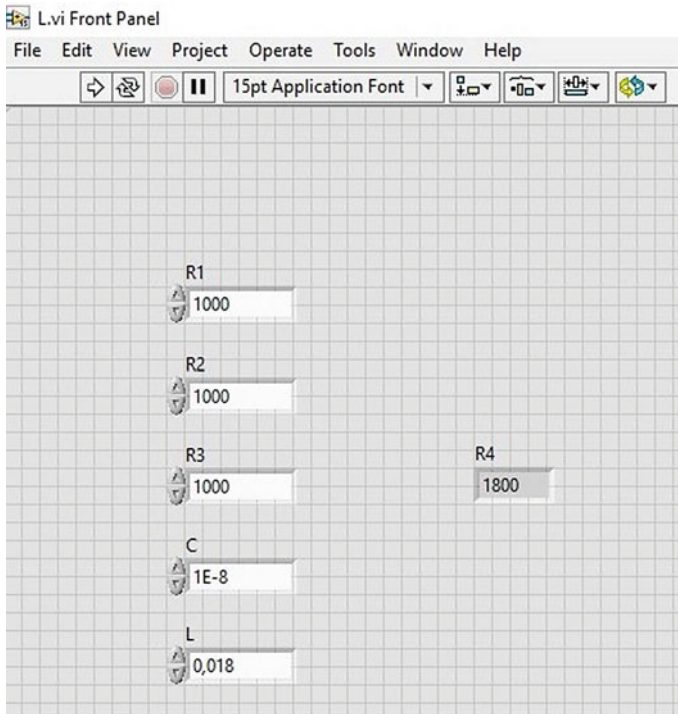 L.vi Front Panel
File Edit View Project Operate Tools Window Help
15pt Application Font
R1
1000
R2
1000
R3
1000
R4
1800
C
1E-8
L
0,018